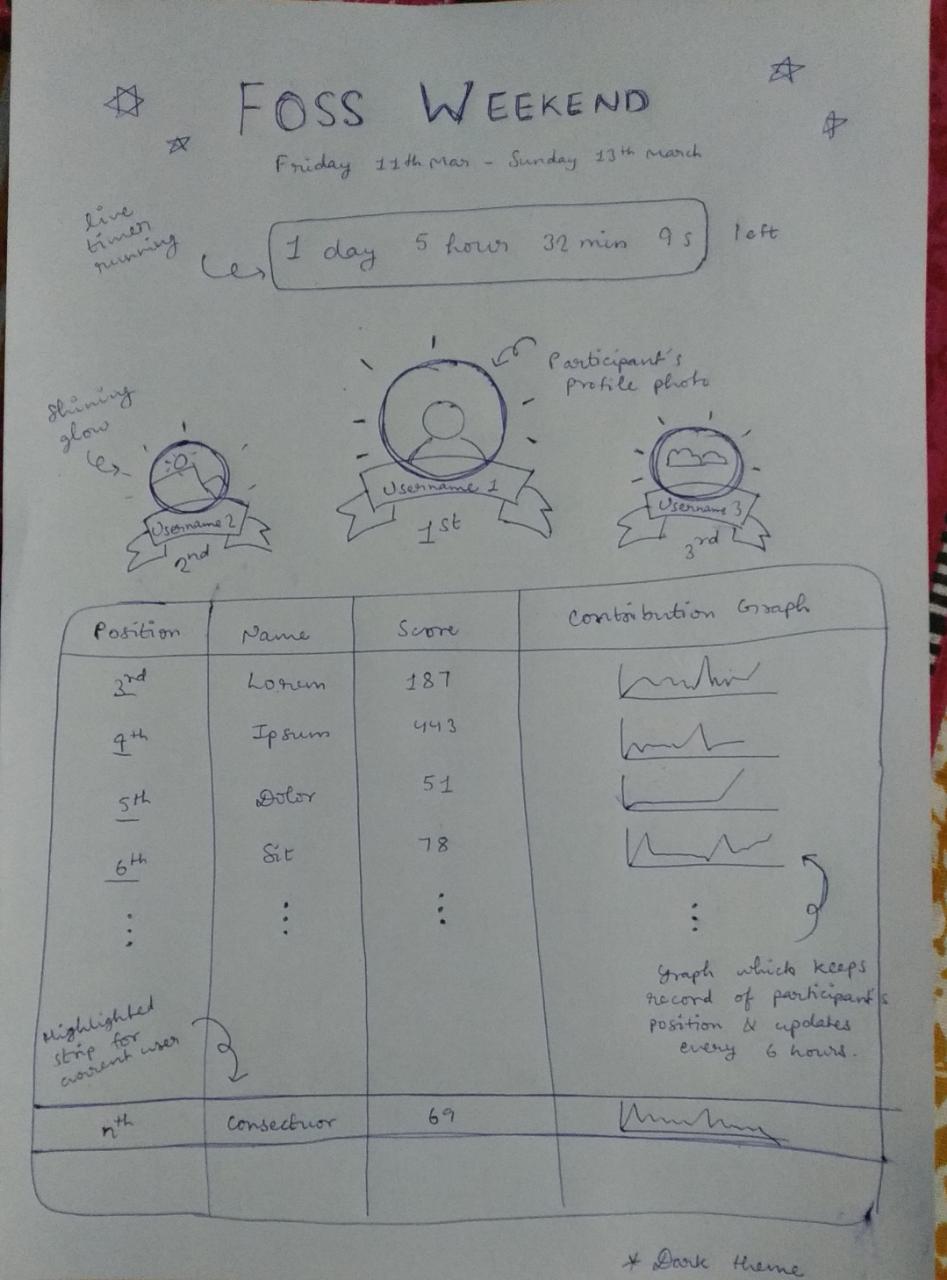 FOSS WEEKEND
Friday 11th Mar - Sunday 13th March
live
timer
running
1 day 5 hour 32 min 9 s left
Participant's
profile photo
Shining
glow
Username 1
1st
Username 2
2nd
Username 3
3rd
Position Name Score Contribution Graph
3rd Lorem 187
4th Ipsum 443
5th Dolor 51
6th Sit 78
Graph which keeps
record of participant's
position & updates
every 6 hours.
Highlighted
strip for
current user
nth Consectuor 69
* Dark theme